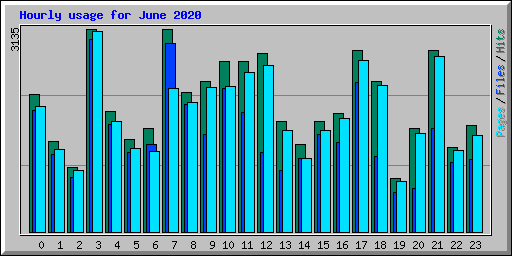 Hourly usage for June 2020
3135
Pages/Files/Hits
0 1 2 3 4 5 6 7 8 9 10 11 12 13 14 15 16 17 18 19 20 21 22 23